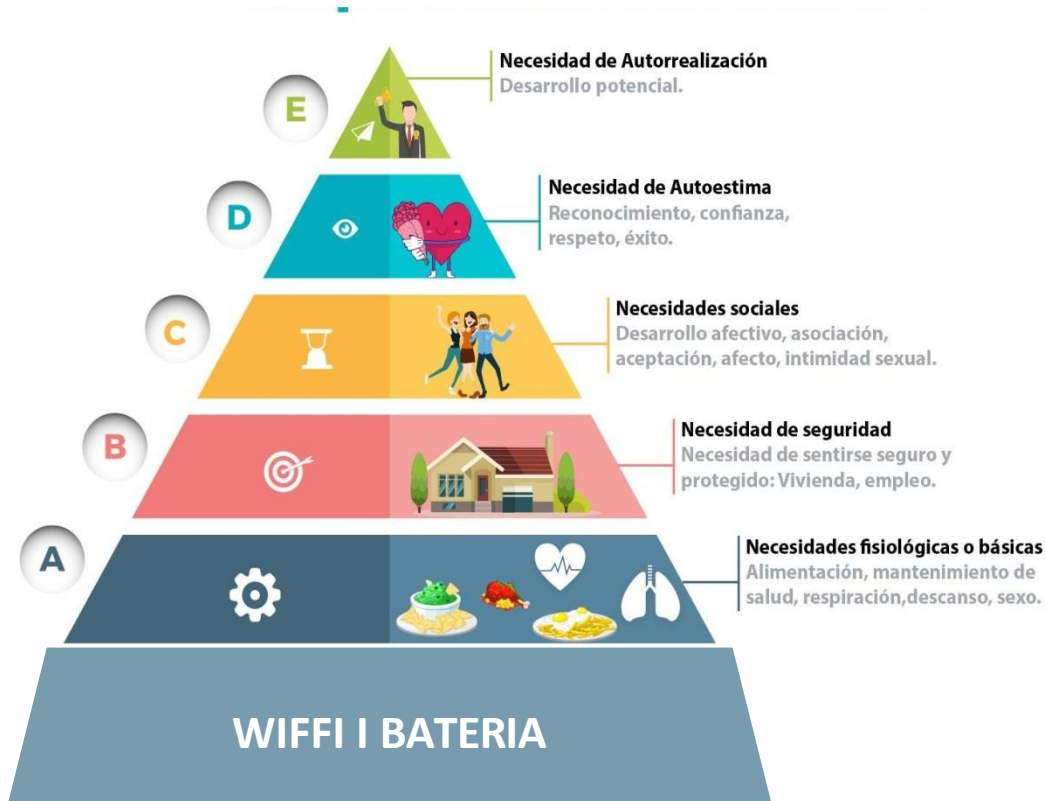 E
Necesidad de Autorrealización
Desarrollo potencial.
D
Necesidad de Autoestima
Reconocimiento, confianza,
respeto, éxito.
C
Necesidades sociales
Desarrollo afectivo, asociación,
aceptación, afecto, intimidad sexual.
B
Necesidad de seguridad
Necesidad de sentirse seguro y
protegido: Vivienda, empleo.
A
Necesidades fisiológicas o básicas
Alimentación, mantenimiento de
salud, respiración,descanso, sexo.
WIFFI I BATERIA